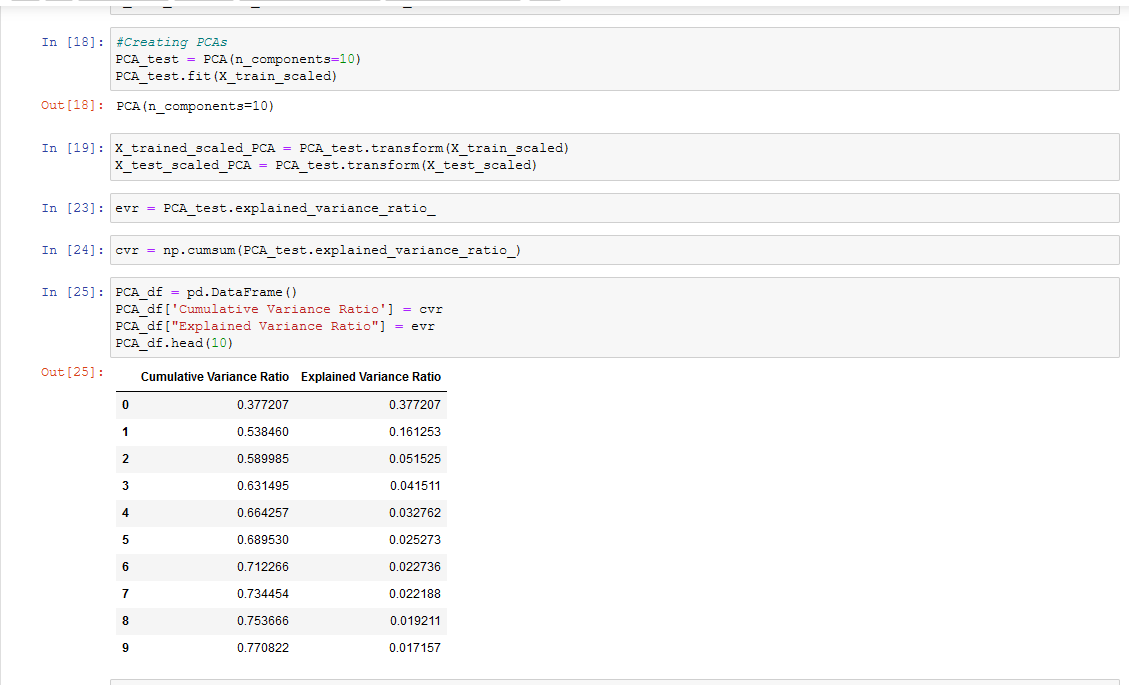 In [18]: #Creating PCAs
PCA_test = PCA(n_components=10)
PCA_test.fit(X_train_scaled)
Out[18]: PCA(n_components=10)
In [19]: X_trained_scaled_PCA = PCA_test.transform(X_train_scaled)
X_test_scaled_PCA = PCA_test.transform(X_test_scaled)
In [23]: evr = PCA_test.explained_variance_ratio_
In [24]: cvr = np.cumsum(PCA_test.explained_variance_ratio_)
In [25]: PCA_df = pd.DataFrame()
PCA_df['Cumulative Variance Ratio'] = cvr
PCA_df["Explained Variance Ratio"] = evr
PCA_df.head(10)
Out[25]: Cumulative Variance Ratio Explained Variance Ratio
0 0.377207 0.377207
1 0.538460 0.161253
2 0.589985 0.051525
3 0.631495 0.041511
4 0.664257 0.032762
5 0.689530 0.025273
6 0.712266 0.022736
7 0.734454 0.022188
8 0.753666 0.019211
9 0.770822 0.017157